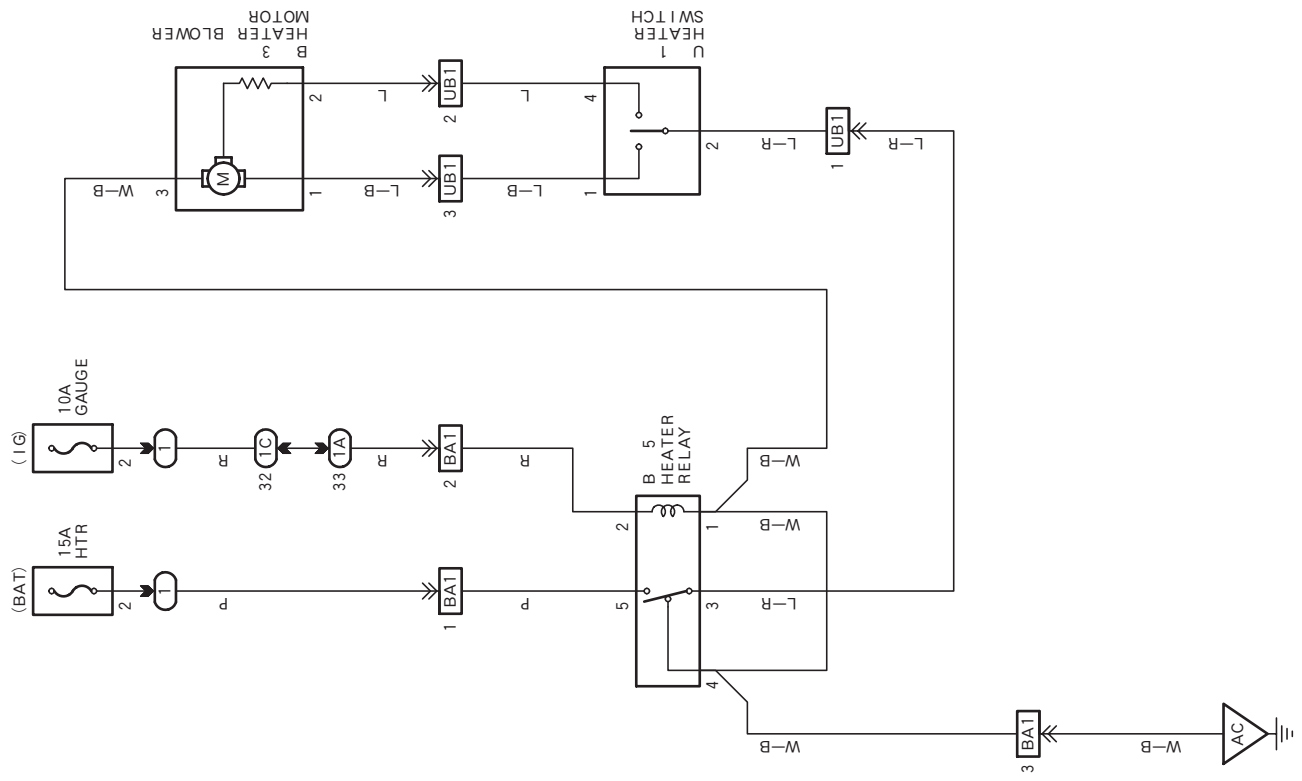 HEATER BLOWER
MOTOR
B 3
HEATER
SWITCH
U 1
2
L
UB1
2
L
4
2
L-R
UB1
1
L-R
W-B
3
M
1
L-B
UB1
3
L-B
1
(IG)
10A
GAUGE
2
1
R
1C
32
1A
33
R
BA1
2
R
B 5
HEATER
RELAY
2
1
W-B
W-B
(BAT)
15A
HTR
2
1
P
BA1
1
P
5
3
L-R
4
W-B
BA1
3
W-B
AC